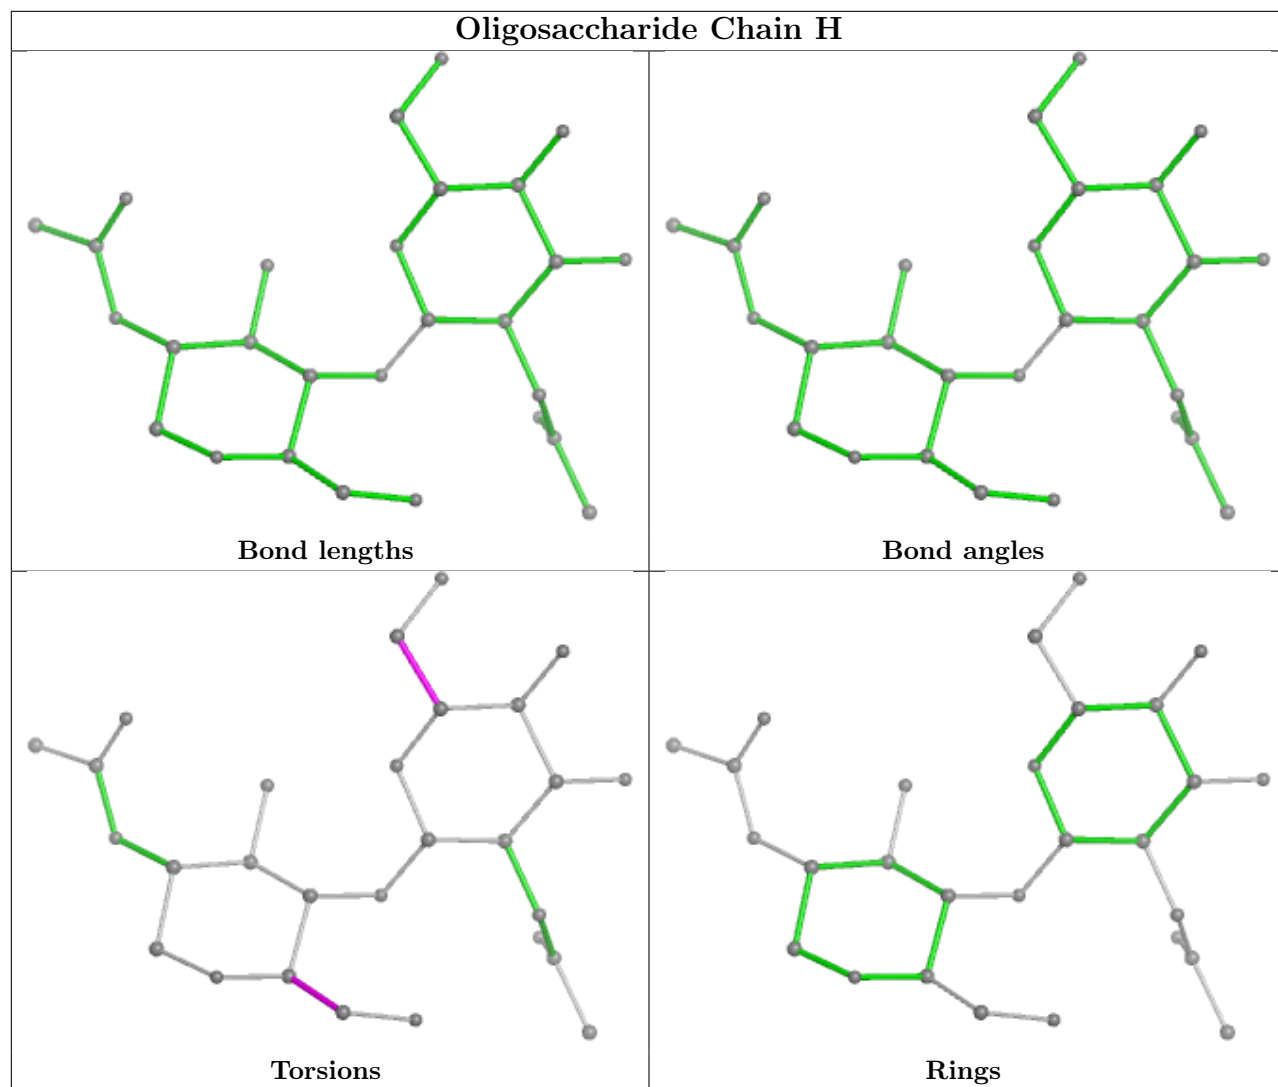 Oligosaccharide Chain H
Bond lengths
Bond angles
Torsions
Rings